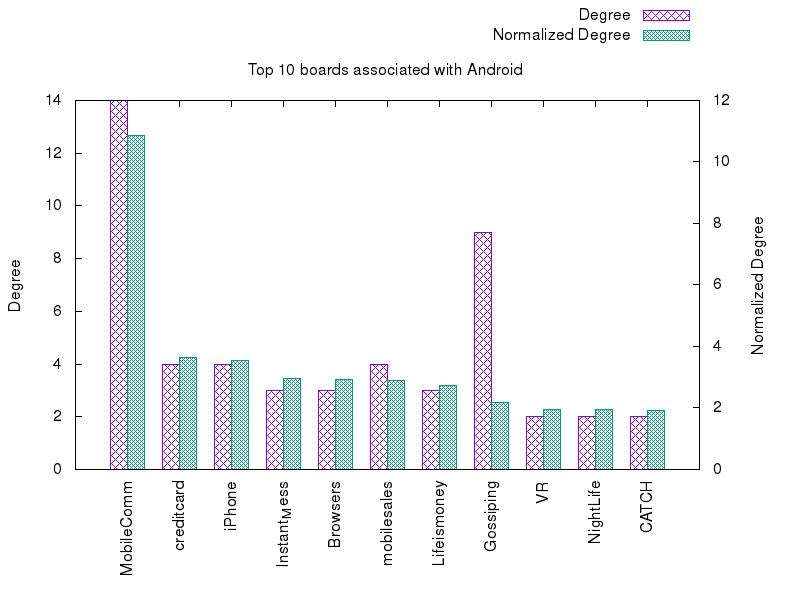 Degree
Normalized Degree
Top 10 boards associated with Android
14
12
10
8
6
4
2
0
12
10
8
6
4
2
0
Degree
Normalized Degree
MobileComm
creditcard
iPhone
InstantMess
Browsers
mobilesales
Lifeismoney
Gossiping
VR
NightLife
CATCH